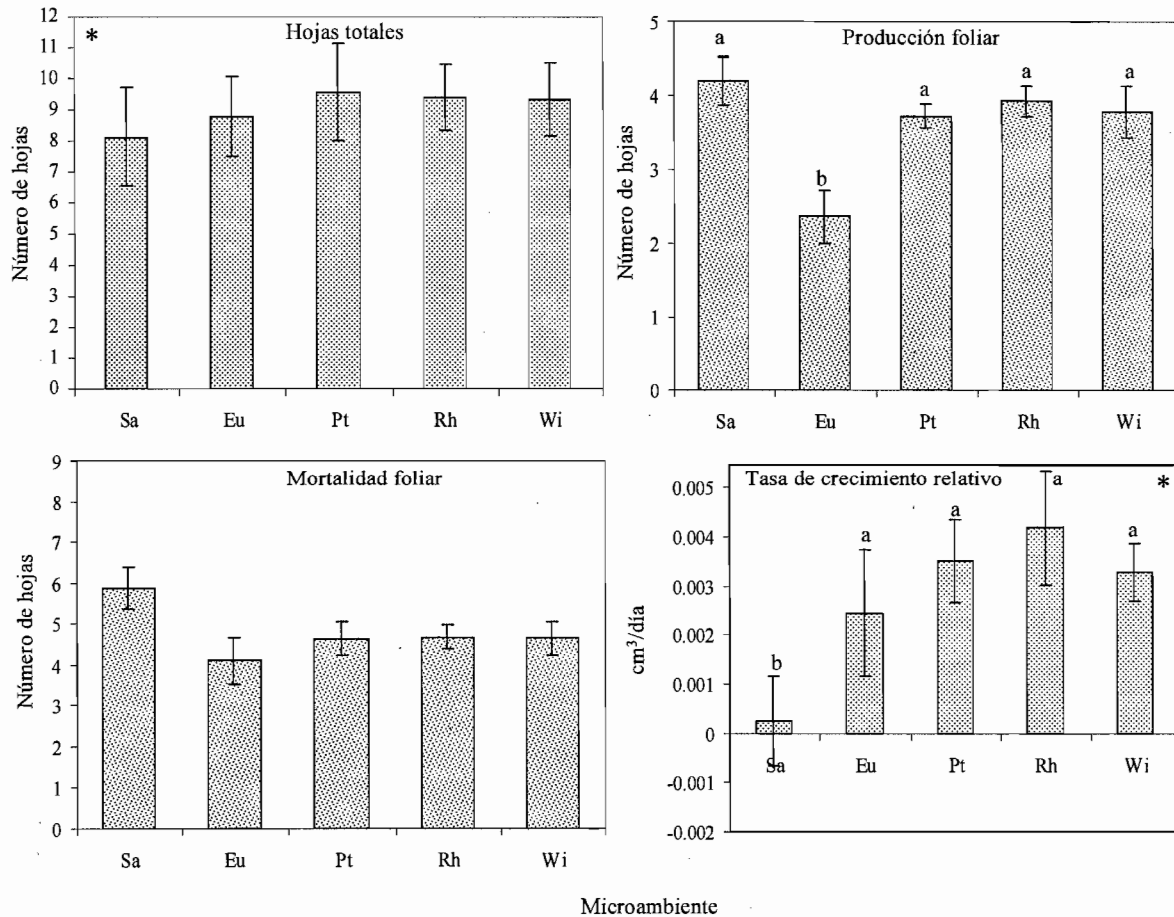 Hojas totales
*
Número de hojas
12
11
10
9
8
7
6
5
4
3
2
1
0
Sa Eu Pt Rh Wi
Producción foliar
Número de hojas
5
4
3
2
1
0
a b a a a
Sa Eu Pt Rh Wi
Mortalidad foliar
Número de hojas
9
8
7
6
5
4
3
2
1
0
Sa Eu Pt Rh Wi
Tasa de crecimiento relativo
*
cm³/día
0.005
0.004
0.003
0.002
0.001
0
-0.001
-0.002
b a a a a
Sa Eu Pt Rh Wi
Microambiente